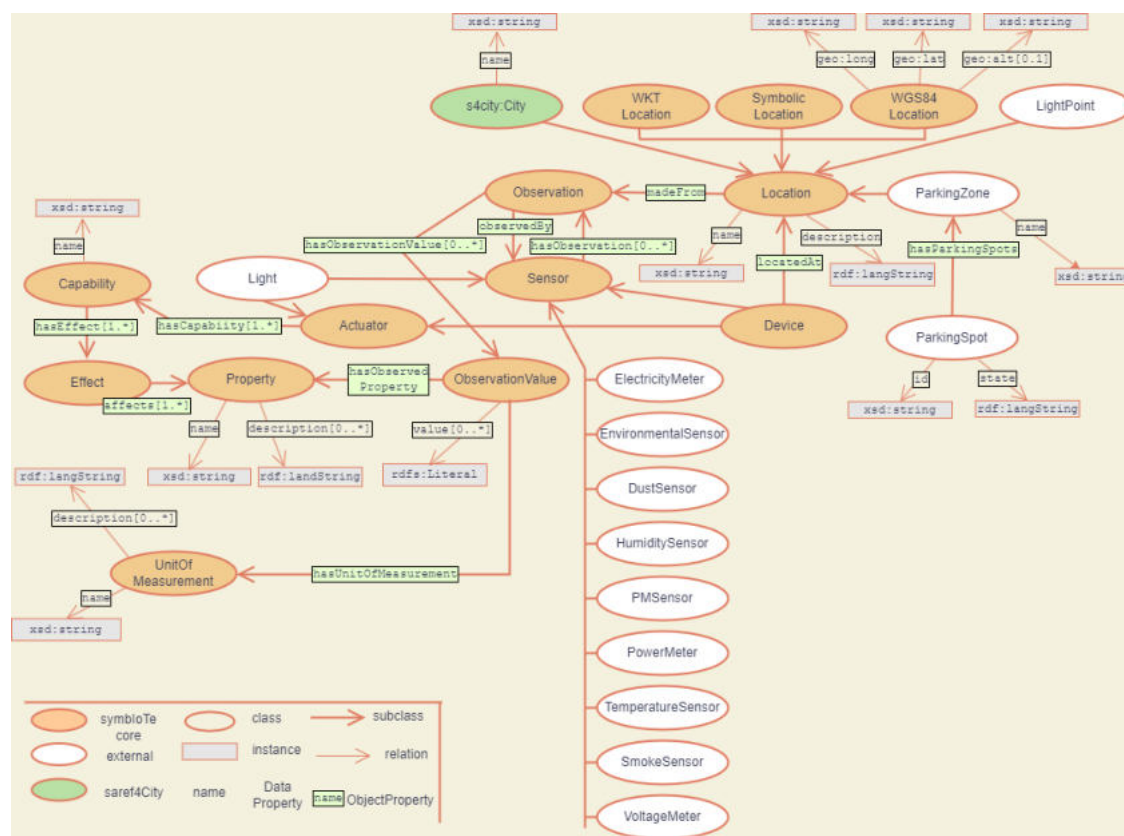 xsd:string
xsd:string
xsd:string
xsd:string
name
geo:long
geo:lat
geo:alt[0.1]
s4city:City
WKT
Location
Symbolic
Location
WGS84
Location
LightPoint
Observation
madeFrom
Location
ParkingZone
xsd:string
observedBy
name
description
name
name
hasObservationValue[0..*]
hasObservation[0..*]
locatedAt
hasParkingSpots
xsd:string
rdf:langString
xsd:string
Capability
Light
Sensor
hasEffect[1.*]
hasCapabiity[1.*]
Actuator
Device
ParkingSpot
Effect
affects[1.*]
Property
hasObserved
Property
ObservationValue
ElectricityMeter
id
state
xsd:string
rdf:langString
name
description[0..*]
value[0..*]
EnvironmentalSensor
rdf:langString
xsd:string
rdf:landString
rdfs:Literal
DustSensor
description[0..*]
HumiditySensor
UnitOf
Measurement
hasUnitOfMeasurement
name
PMSensor
xsd:string
PowerMeter
TemperatureSensor
symbIoTe
core
class
subclass
external
instance
relation
SmokeSensor
saref4City
name
Data
Property
name
ObjectProperty
VoltageMeter